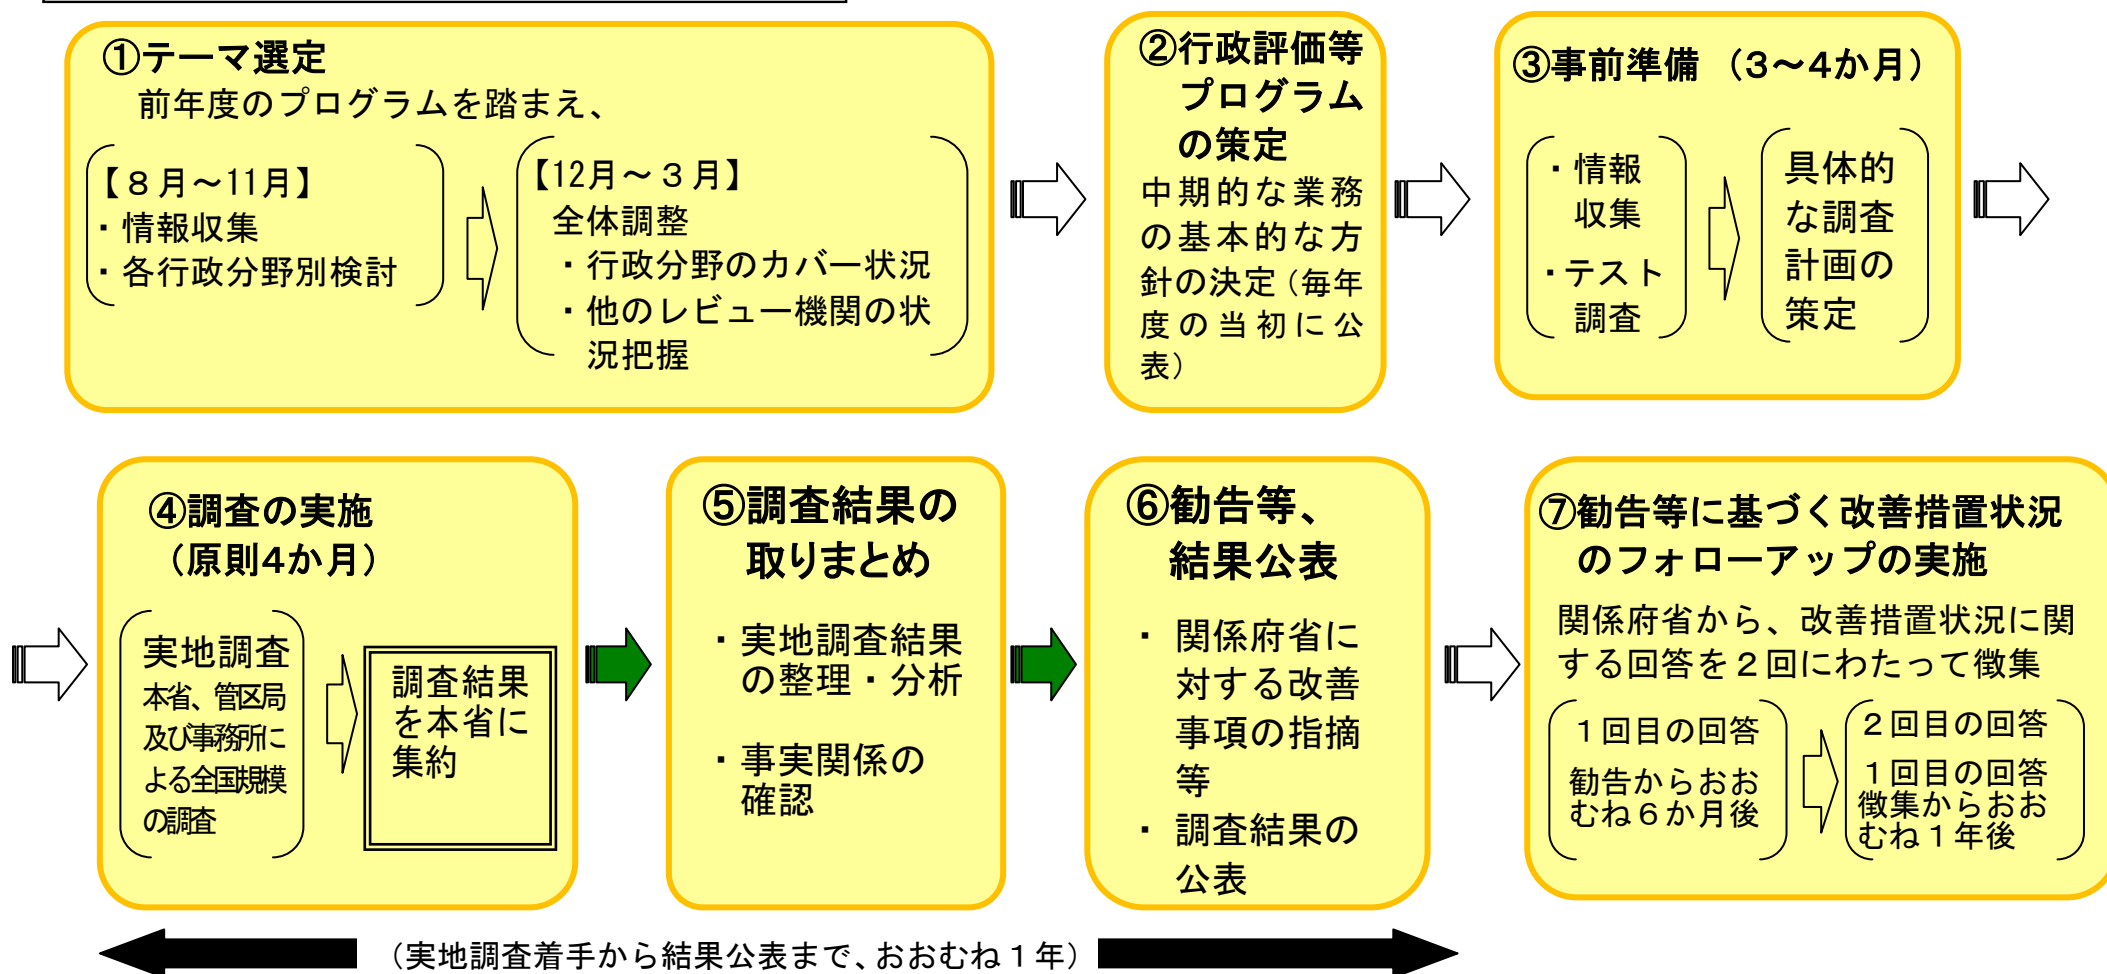 ①テーマ選定
前年度のプログラムを踏まえ、
【８月～11月】
・情報収集
・各行政分野別検討
【12月～３月】
全体調整
・行政分野のカバー状況
・他のレビュー機関の状
況把握
②行政評価等
プログラム
の策定
中期的な業務
の基本的な方
針の決定（毎年
度の当初に公
表）
③事前準備（３～４か月）
・情報
収集
・テスト
調査
具体的
な調査
計画の
策定
④調査の実施
（原則４か月）
実地調査
本省、管区局
及び事務所に
よる全国規模
の調査
調査結果
を本省に
集約
⑤調査結果の
取りまとめ
・実地調査結果
の整理・分析
・事実関係の
確認
⑥勧告等、
結果公表
・関係府省に
対する改善
事項の指摘
等
・調査結果の
公表
⑦勧告等に基づく改善措置状況
のフォローアップの実施
関係府省から、改善措置状況に関
する回答を２回にわたって徴集
１回目の回答
勧告からおお
むね６か月後
２回目の回答
１回目の回答
徴集からおお
むね１年後
（実地調査着手から結果公表まで、おおむね１年）